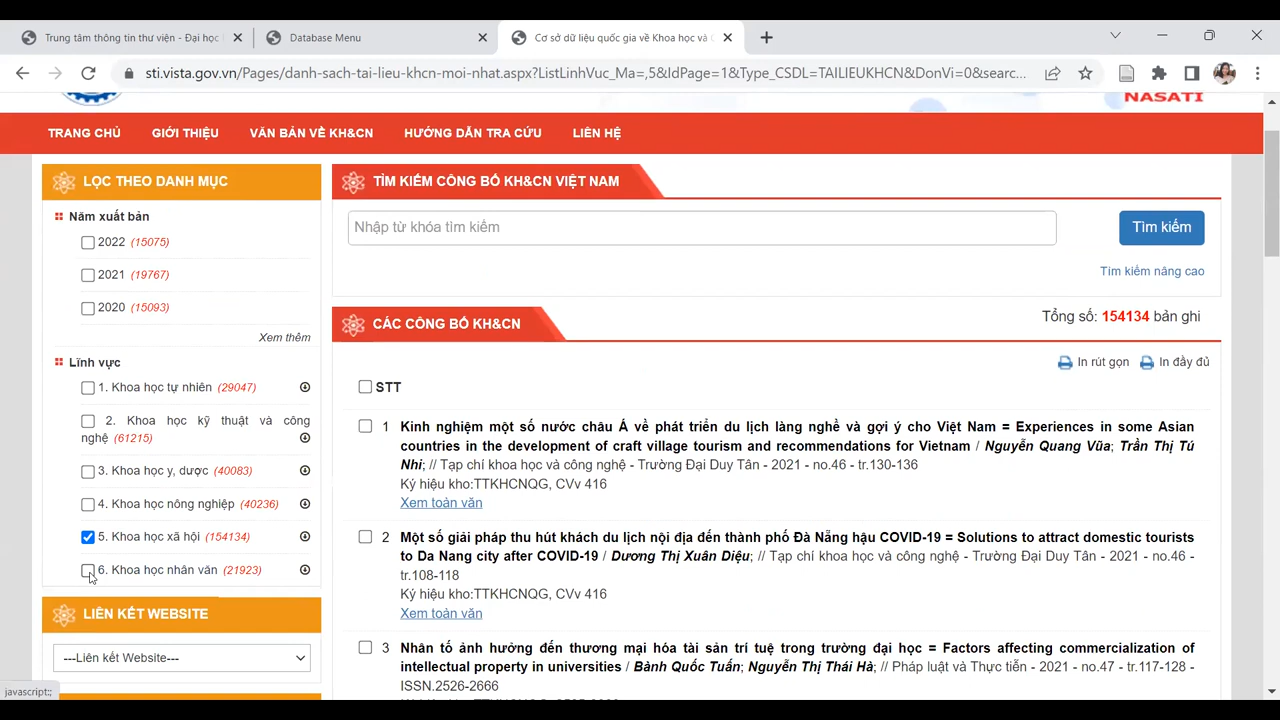 Trung tâm thông tin thư viện - Đại học
Database Menu
Cơ sở dữ liệu quốc gia về Khoa học và
sti.vista.gov.vn/Pages/danh-sach-tai-lieu-khcn-moi-nhat.aspx?ListLinhVuc_Ma=,5&IdPage=1&Type_CSDL=TAILIEUKHCN&DonVi=0&searc...
NASATI
TRANG CHỦ GIỚI THIỆU VĂN BẢN VỀ KH&CN HƯỚNG DẪN TRA CỨU LIÊN HỆ
LỌC THEO DANH MỤC
Năm xuất bản
2022 (15075)
2021 (19767)
2020 (15093)
Xem thêm
Lĩnh vực
1. Khoa học tự nhiên (29047)
2. Khoa học kỹ thuật và công
nghệ (61215)
3. Khoa học y, dược (40083)
4. Khoa học nông nghiệp (40236)
5. Khoa học xã hội (154134)
6. Khoa học nhân văn (21923)
LIÊN KẾT WEBSITE
---Liên kết Website---
javascript:;
TÌM KIẾM CÔNG BỐ KH&CN VIỆT NAM
Nhập từ khóa tìm kiếm
Tìm kiếm
Tìm kiếm nâng cao
CÁC CÔNG BỐ KH&CN
Tổng số: 154134 bản ghi
In rút gọn In đầy đủ
STT
1 Kinh nghiệm một số nước châu Á về phát triển du lịch làng nghề và gợi ý cho Việt Nam = Experiences in some Asian
countries in the development of craft village tourism and recommendations for Vietnam / Nguyễn Quang Vũa; Trần Thị Tú
Nhi; // Tạp chí khoa học và công nghệ - Trường Đại Duy Tân - 2021 - no.46 - tr.130-136
Ký hiệu kho:TTKHCNQG, CVv 416
Xem toàn văn
2 Một số giải pháp thu hút khách du lịch nội địa đến thành phố Đà Nẵng hậu COVID-19 = Solutions to attract domestic tourists
to Da Nang city after COVID-19 / Dương Thị Xuân Diệu; // Tạp chí khoa học và công nghệ - Trường Đại Duy Tân - 2021 - no.46 -
tr.108-118
Ký hiệu kho:TTKHCNQG, CVv 416
Xem toàn văn
3 Nhân tố ảnh hưởng đến thương mại hóa tài sản trí tuệ trong trường đại học = Factors affecting commercialization of
intellectual property in universities / Bành Quốc Tuấn; Nguyễn Thị Thái Hà; // Pháp luật và Thực tiễn - 2021 - no.47 - tr.117-128 -
ISSN.2526-2666